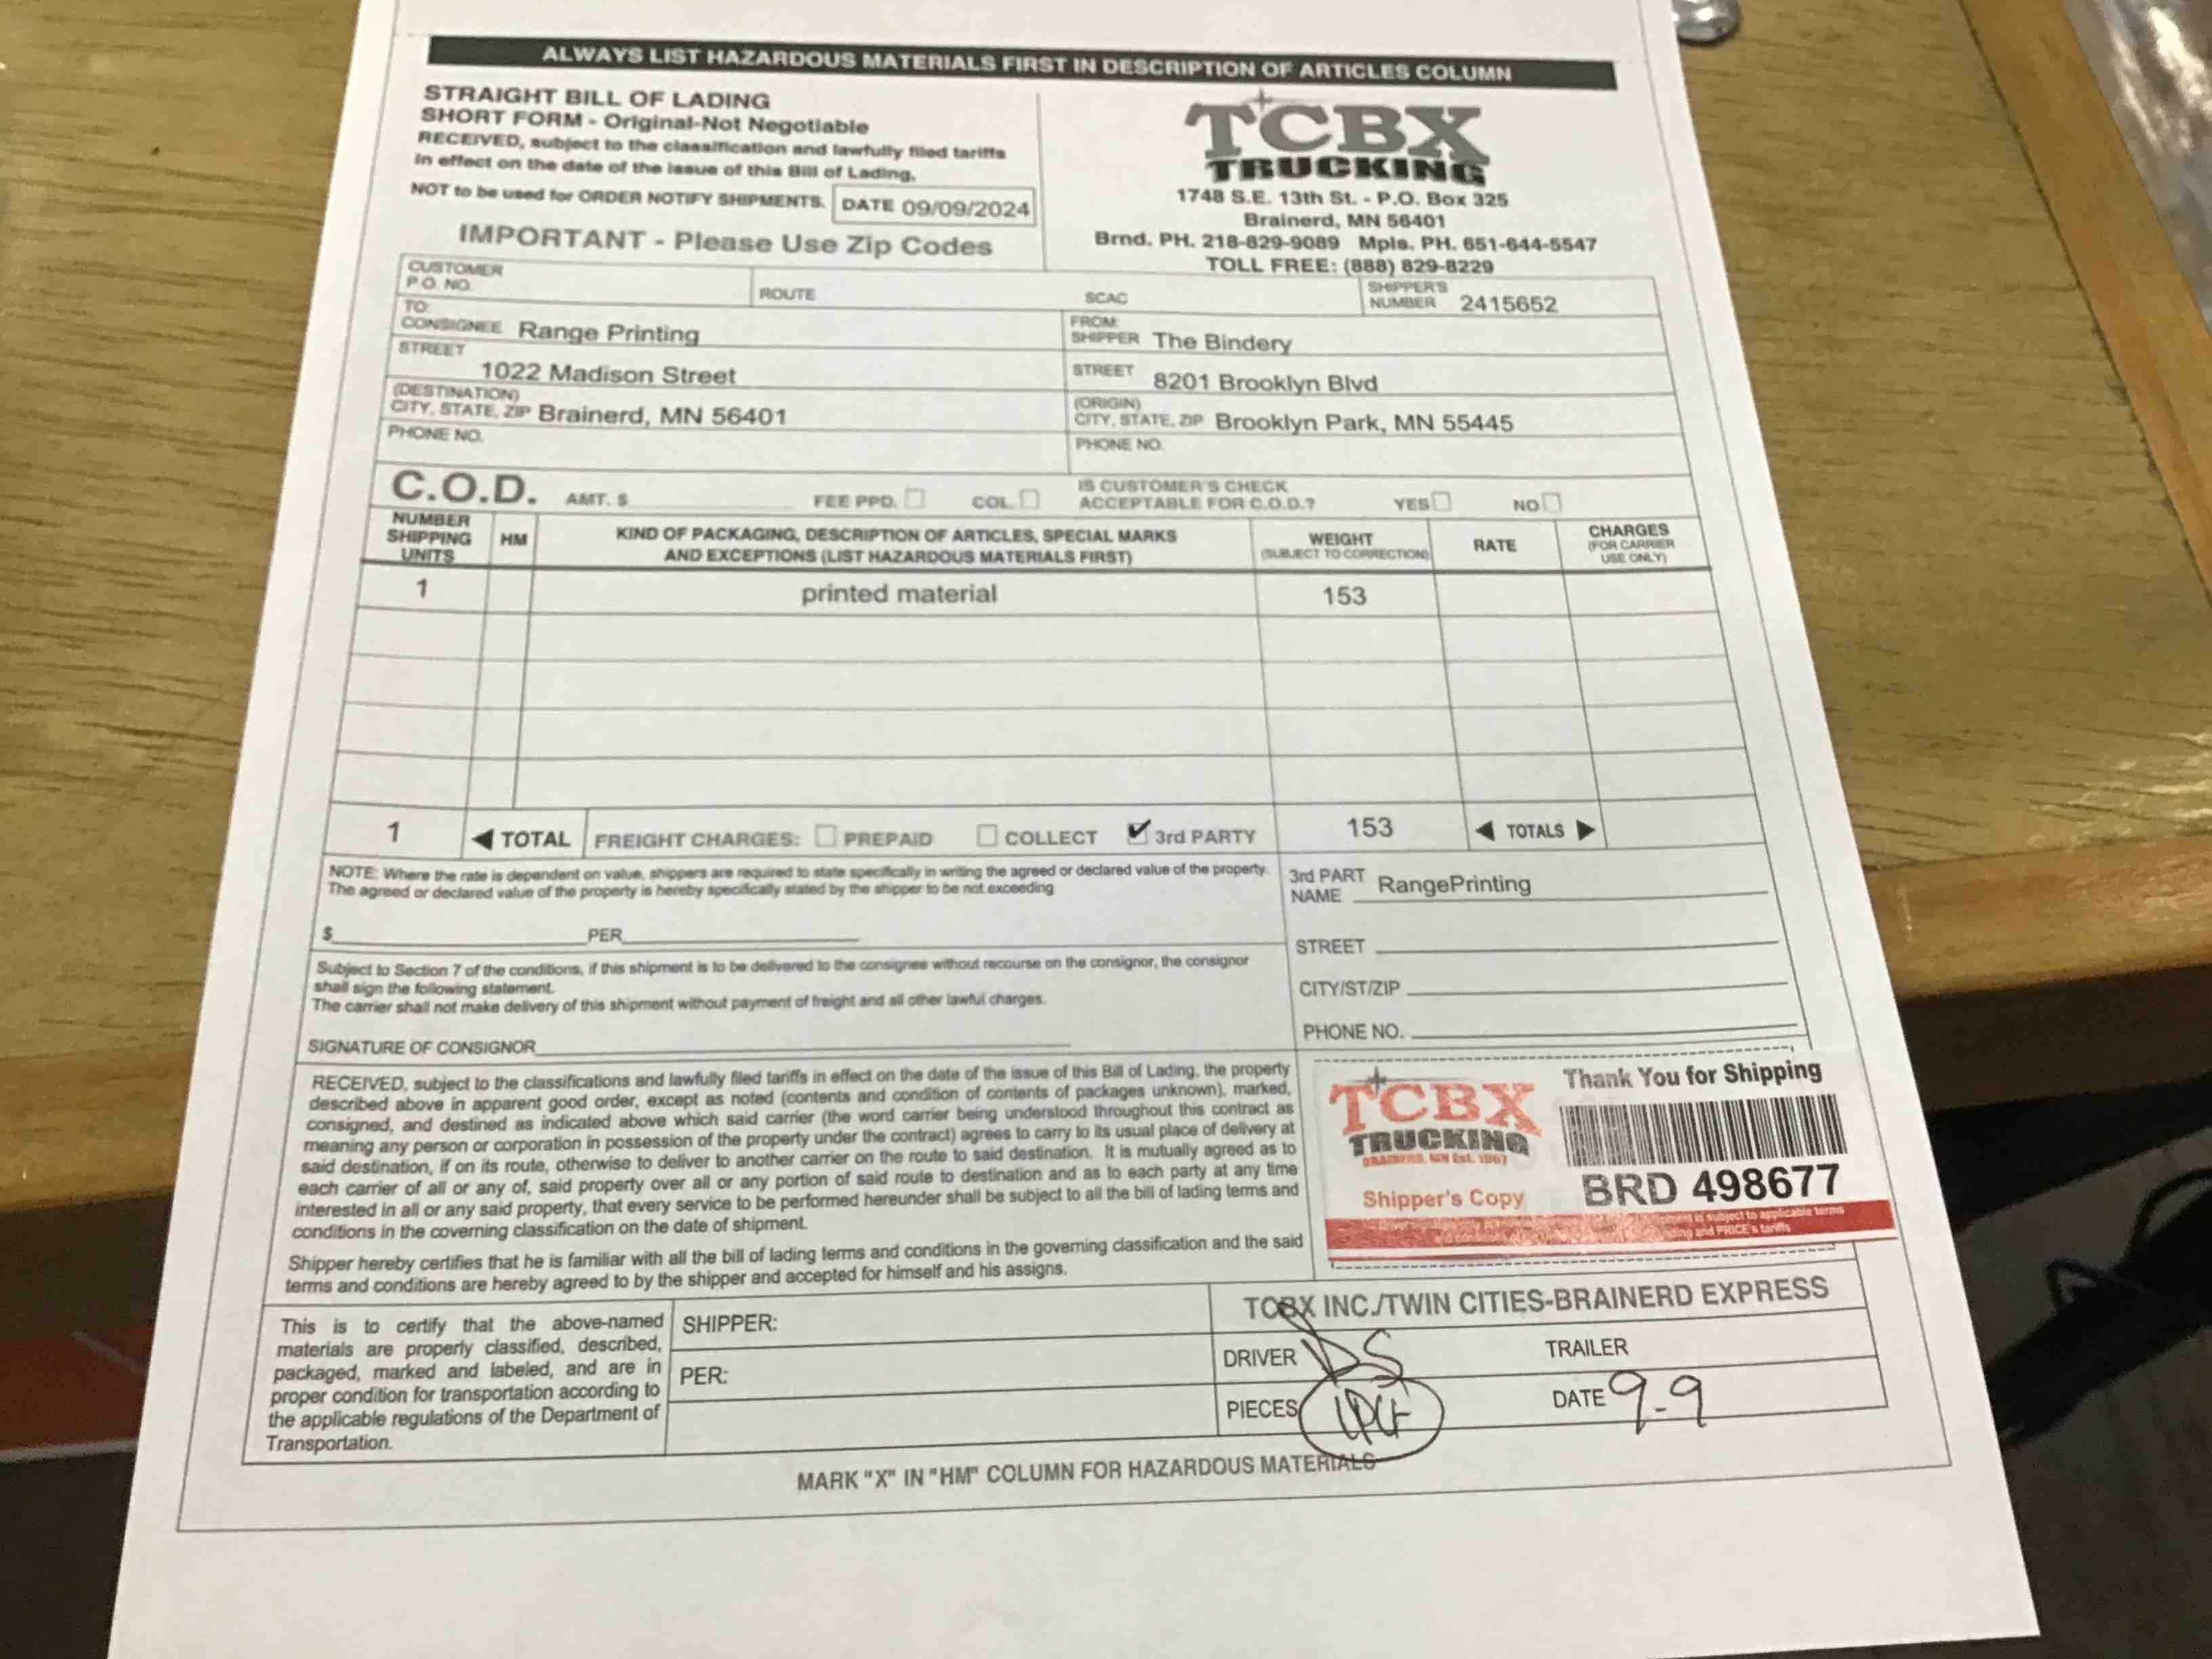 ALWAYS LIST HAZARDOUS MATERIALS FIRST IN DESCRIPTION OF ARTICLES COLUMN
STRAIGHT BILL OF LADING
SHORT FORM - Original-Not Negotiable
RECEIVED, subject to the classification and lawfully filed tariffs
in effect on the date of the issue of this Bill of Lading,
NOT to be used for ORDER NOTIFY SHIPMENTS. DATE 09/09/2024
IMPORTANT - Please Use Zip Codes
TCBX
TRUCKING
1748 S.E. 13th St. - P.O. Box 325
Brainerd, MN 56401
Brnd. PH. 218-829-9089 Mpls. PH. 651-644-5547
TOLL FREE: (888) 829-8229
CUSTOMER
P.O. NO.
ROUTE
SCAC
SHIPPER'S
NUMBER 2415652
TO:
CONSIGNEE Range Printing
STREET
1022 Madison Street
(DESTINATION)
CITY, STATE, ZIP Brainerd, MN 56401
PHONE NO.
FROM:
SHIPPER The Bindery
STREET 8201 Brooklyn Blvd
(ORIGIN)
CITY, STATE, ZIP Brooklyn Park, MN 55445
PHONE NO.
C.O.D. AMT. $ FEE PPD. COL.
IS CUSTOMER'S CHECK
ACCEPTABLE FOR C.O.D.? YES NO
NUMBER
SHIPPING
UNITS
HM
KIND OF PACKAGING, DESCRIPTION OF ARTICLES, SPECIAL MARKS
AND EXCEPTIONS (LIST HAZARDOUS MATERIALS FIRST)
WEIGHT
(SUBJECT TO CORRECTION)
RATE
CHARGES
(FOR CARRIER
USE ONLY)
1 printed material 153
1 ◀ TOTAL FREIGHT CHARGES: ☐ PREPAID ☐ COLLECT ✔ 3rd PARTY 153 ◀ TOTALS ▶
NOTE: Where the rate is dependent on value, shippers are required to state specifically in writing the agreed or declared value of the property.
The agreed or declared value of the property is hereby specifically stated by the shipper to be not exceeding
$ PER
3rd PART
NAME RangePrinting
STREET
CITY/ST/ZIP
PHONE NO.
Subject to Section 7 of the conditions, if this shipment is to be delivered to the consignee without recourse on the consignor, the consignor
shall sign the following statement.
The carrier shall not make delivery of this shipment without payment of freight and all other lawful charges.
SIGNATURE OF CONSIGNOR
RECEIVED, subject to the classifications and lawfully filed tariffs in effect on the date of the issue of this Bill of Lading, the property
described above in apparent good order, except as noted (contents and condition of contents of packages unknown), marked,
consigned, and destined as indicated above which said carrier (the word carrier being understood throughout this contract as
meaning any person or corporation in possession of the property under the contract) agrees to carry to its usual place of delivery at
said destination, if on its route, otherwise to deliver to another carrier on the route to said destination. It is mutually agreed as to
each carrier of all or any of, said property over all or any portion of said route to destination and as to each party at any time
interested in all or any said property, that every service to be performed hereunder shall be subject to all the bill of lading terms and
conditions in the governing classification on the date of shipment.
Shipper hereby certifies that he is familiar with all the bill of lading terms and conditions in the governing classification and the said
terms and conditions are hereby agreed to by the shipper and accepted for himself and his assigns.
TCBX
TRUCKING
BRAINERD, MN Est. 1967
Shipper's Copy
Thank You for Shipping
BRD 498677
is subject to applicable terms
and PRICE's tariffs
This is to certify that the above-named
materials are properly classified, described,
packaged, marked and labeled, and are in
proper condition for transportation according to
the applicable regulations of the Department of
Transportation.
SHIPPER:
PER:
TCBX INC./TWIN CITIES-BRAINERD EXPRESS
DRIVER DS TRAILER
PIECES DATE 9-9
MARK "X" IN "HM" COLUMN FOR HAZARDOUS MATERIALS